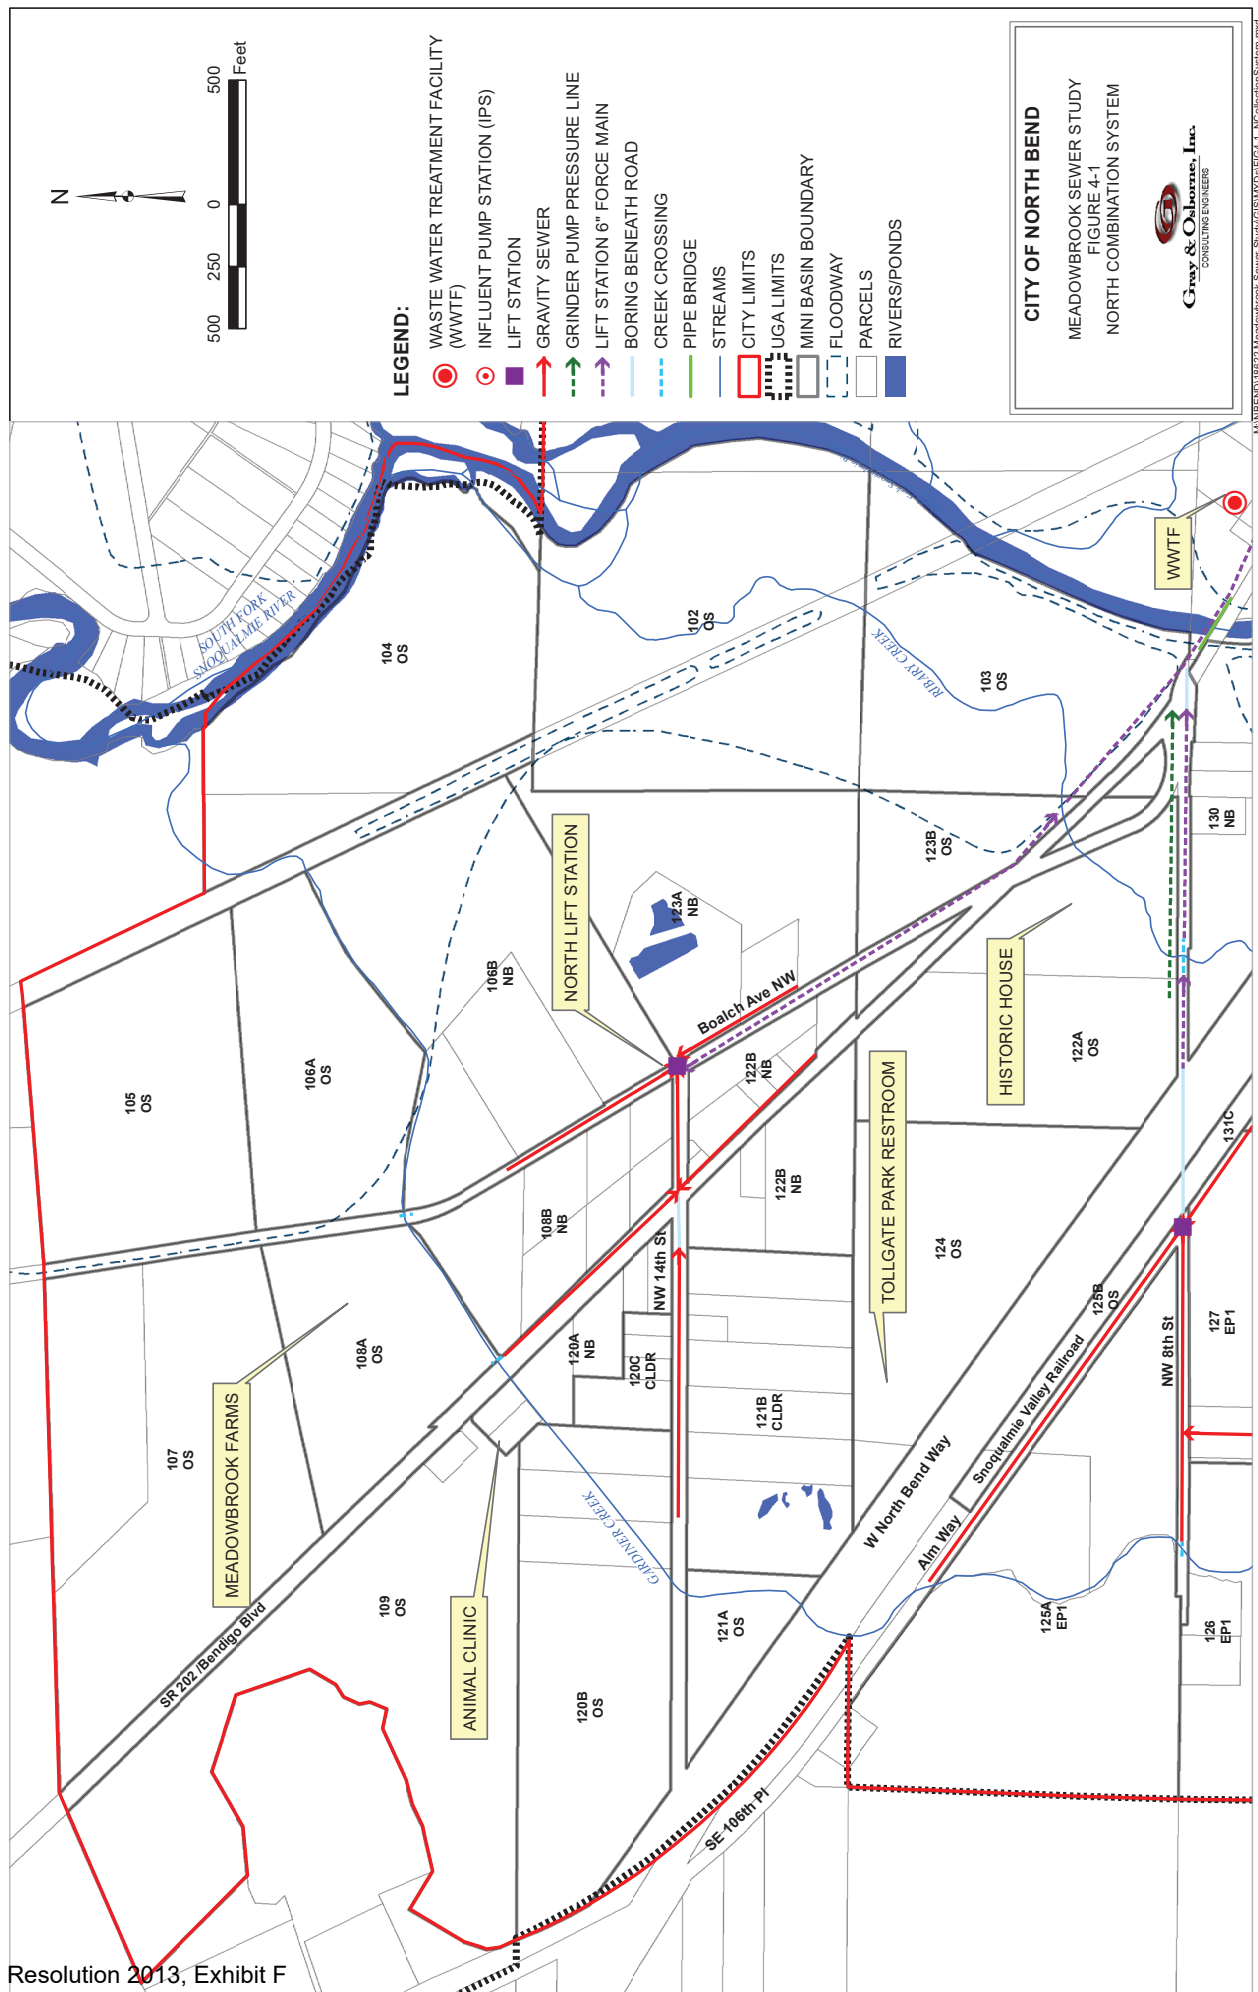 N
500
250
0
500
Feet
LEGEND:
WASTE WATER TREATMENT FACILITY
(WWTF)
INFLUENT PUMP STATION (IPS)
LIFT STATION
GRAVITY SEWER
GRINDER PUMP PRESSURE LINE
LIFT STATION 6" FORCE MAIN
BORING BENEATH ROAD
CREEK CROSSING
PIPE BRIDGE
STREAMS
CITY LIMITS
UGA LIMITS
MINI BASIN BOUNDARY
FLOODWAY
PARCELS
RIVERS/PONDS
CITY OF NORTH BEND
MEADOWBROOK SEWER STUDY
FIGURE 4-1
NORTH COMBINATION SYSTEM
G
Gray & Osborne, Inc.
CONSULTING ENGINEERS
SOUTH FORK
SNOQUALMIE RIVER
104
OS
102
OS
RIBARY CREEK
103
OS
WWTF
105
OS
106A
OS
106B
NB
NORTH LIFT STATION
123A
NB
123B
OS
130
NB
Boalch Ave NW
HISTORIC HOUSE
122A
OS
122B
NB
122B
NB
TOLLGATE PARK RESTROOM
124
OS
131C
107
OS
MEADOWBROOK FARMS
108A
OS
108B
NB
120A
NB
120C
CLDR
NW 14th St
121B
CLDR
W North Bend Way
Snoqualmie Valley Railroad
125B
OS
NW 8th St
127
EP1
SR 202 /Bendigo Blvd
109
OS
ANIMAL CLINIC
GARDINER CREEK
120B
OS
121A
OS
Alm Way
125A
EP1
126
EP1
SE 106th Pl
Resolution 2013, Exhibit F